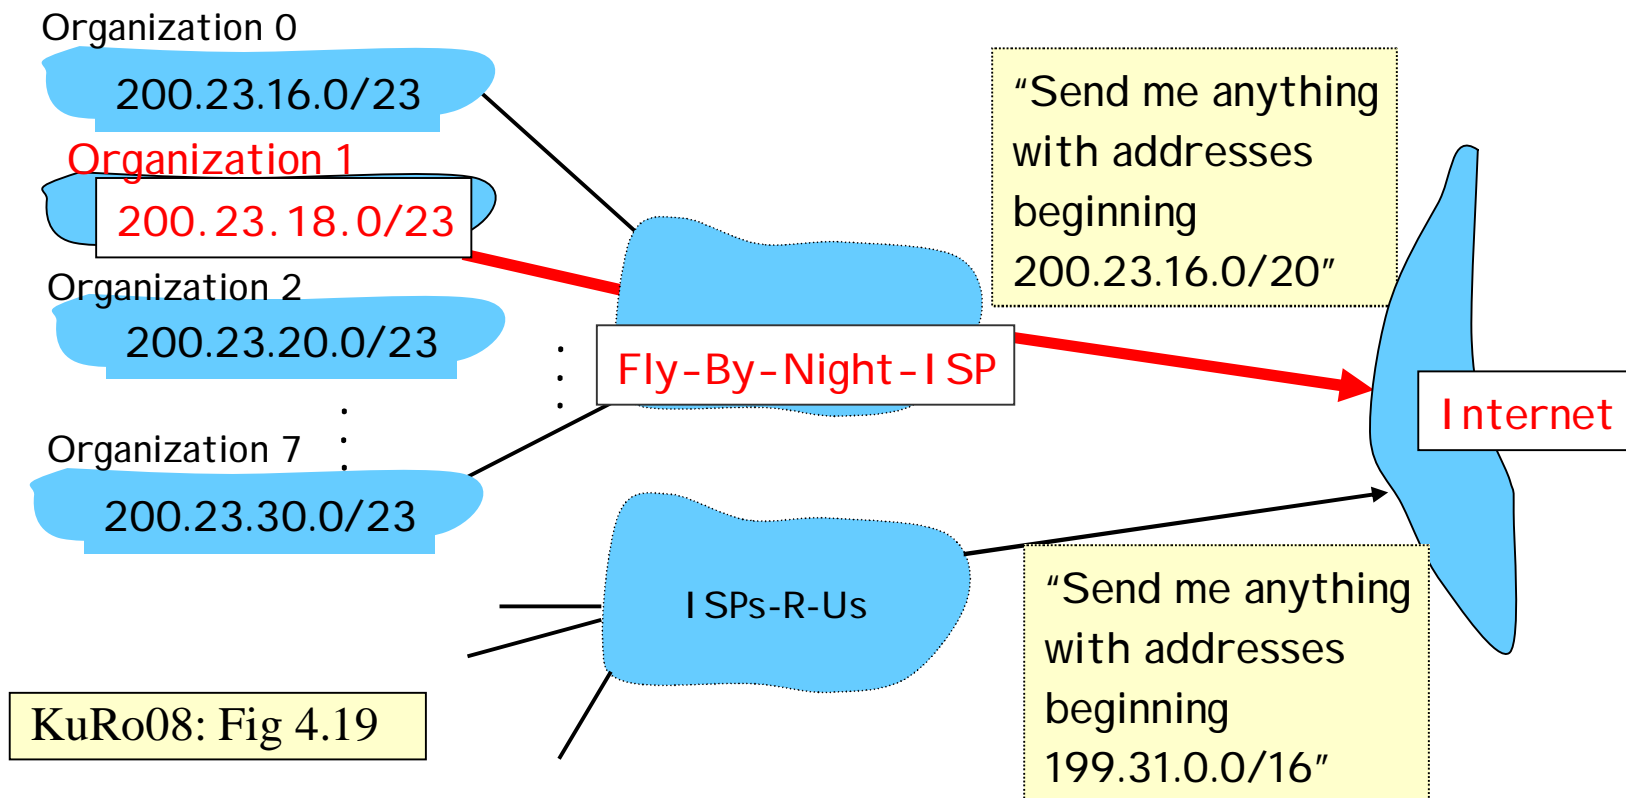 Organization 0
200.23.16.0/23
Organization 1
200.23.18.0/23
Organization 2
200.23.20.0/23
Organization 7
200.23.30.0/23
Fly-By-Night-ISP
“Send me anything
with addresses
beginning
200.23.16.0/20”
Internet
ISPs-R-Us
“Send me anything
with addresses
beginning
199.31.0.0/16”
KuRo08: Fig 4.19